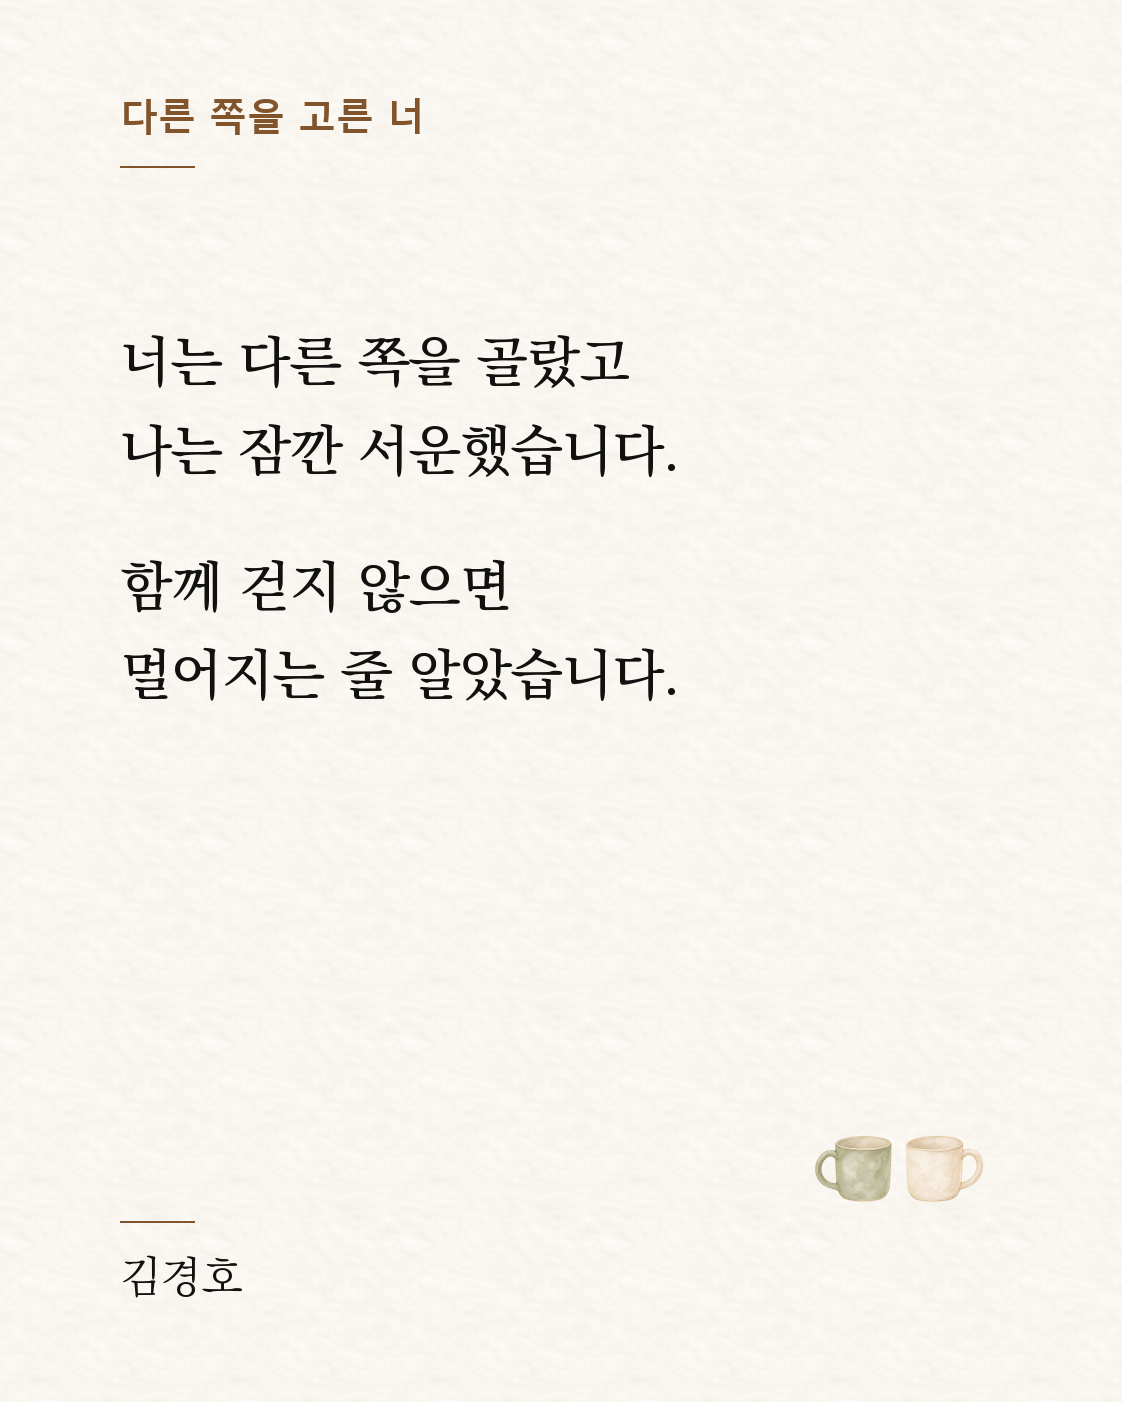 다른 쪽을 고른 너
너는 다른 쪽을 골랐고
나는 잠깐 서운했습니다.
함께 걷지 않으면
멀어지는 줄 알았습니다.
김경호